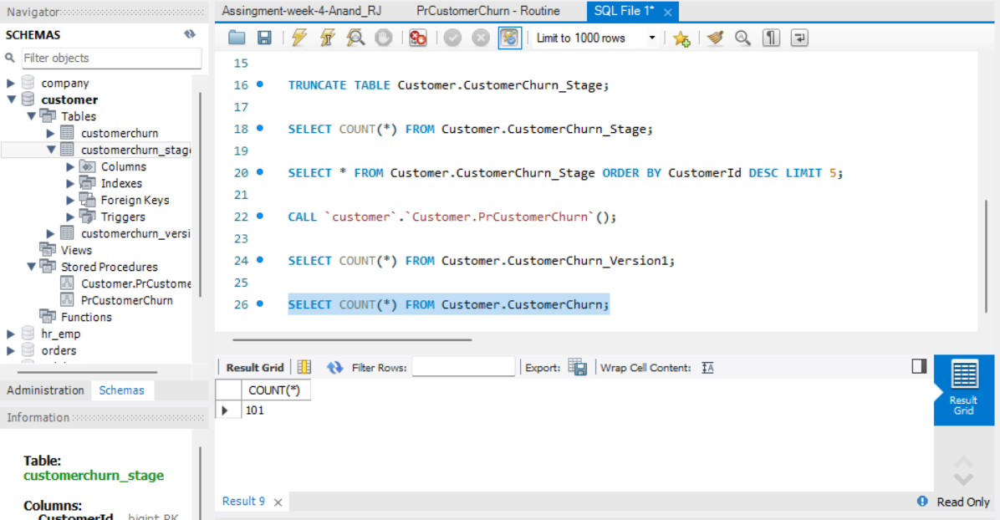 Navigator
SCHEMAS
Filter objects
company
customer
Tables
customerchurn
customerchurn_stag
Columns
Indexes
Foreign Keys
Triggers
customerchurn_versi
Views
Stored Procedures
Customer.PrCustome
PrCustomerChurn
Functions
hr_emp
orders
Administration Schemas
Information
Table:
customerchurn_stage
Columns:
CustomerId bigint PK
Assingment-week-4-Anand_RJ PrCustomerChurn - Routine SQL File 1*
Limit to 1000 rows
15
16 TRUNCATE TABLE Customer.CustomerChurn_Stage;
17
18 SELECT COUNT(*) FROM Customer.CustomerChurn_Stage;
19
20 SELECT * FROM Customer.CustomerChurn_Stage ORDER BY CustomerId DESC LIMIT 5;
21
22 CALL `customer`.`Customer.PrCustomerChurn`();
23
24 SELECT COUNT(*) FROM Customer.CustomerChurn_Version1;
25
26 SELECT COUNT(*) FROM Customer.CustomerChurn;
Result Grid Filter Rows: Export: Wrap Cell Content:
COUNT(*)
101
Result
Grid
Result 9
Read Only